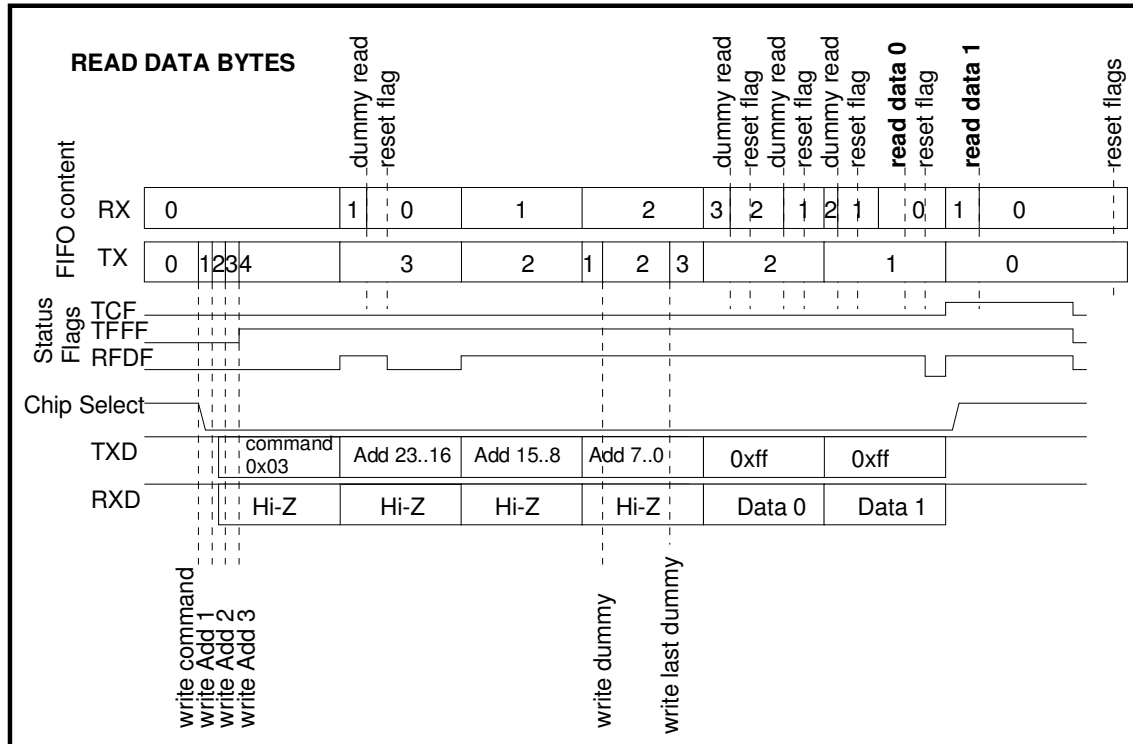 READ DATA BYTES
dummy read
reset flag
dummy read
reset flag
dummy read
reset flag
dummy read
reset flag
read data 0
reset flag
read data 1
reset flags
FIFO content
RX 0 1 0 1 2 3 2 1 2 1 0 1 0
TX 0 1 2 3 4 3 2 1 2 3 2 1 0
Status Flags
TCF
TFFF
RFDF
Chip Select
TXD command 0x03 Add 23..16 Add 15..8 Add 7..0 0xff 0xff
RXD Hi-Z Hi-Z Hi-Z Hi-Z Data 0 Data 1
write command
write Add 1
write Add 2
write Add 3
write dummy
write last dummy